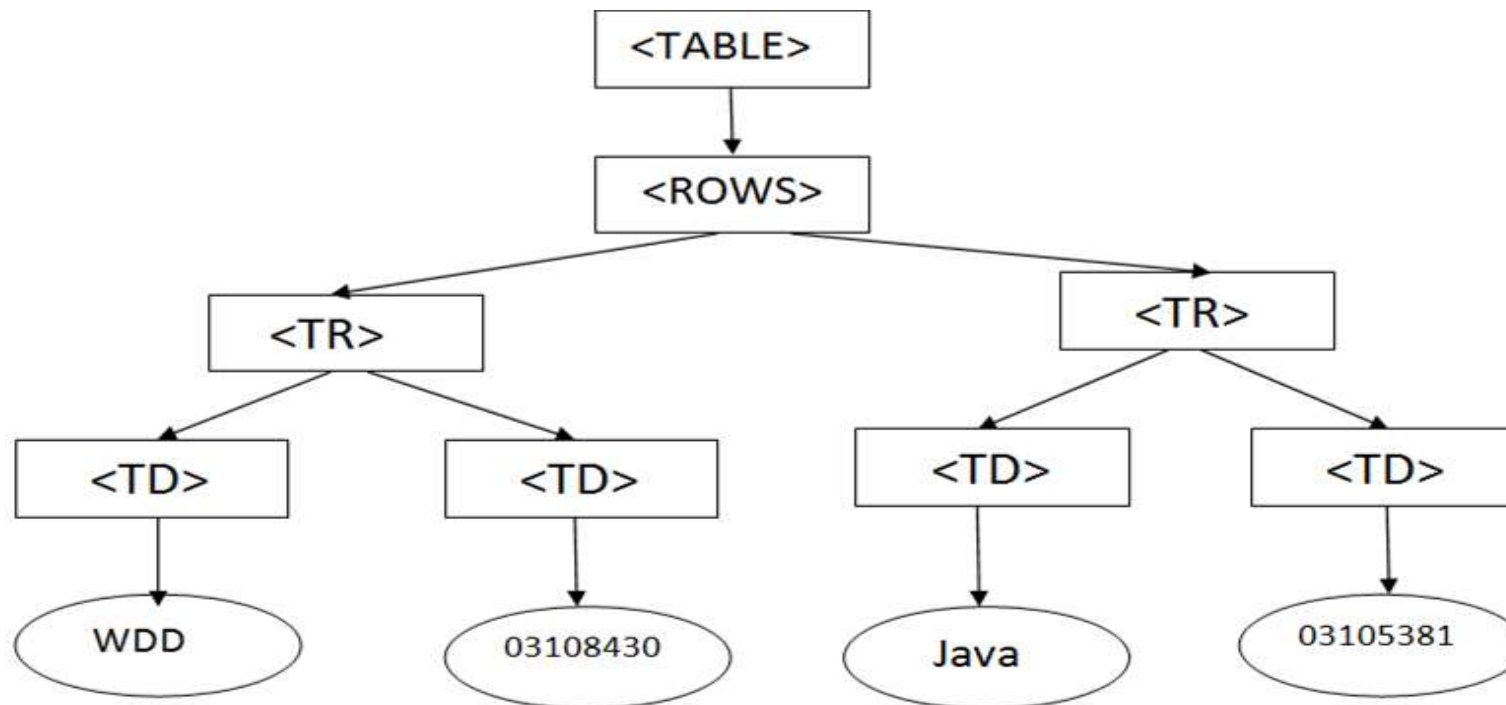 <TABLE>
<ROWS>
<TR>
<TR>
<TD>
<TD>
<TD>
<TD>
WDD
03108430
Java
03105381